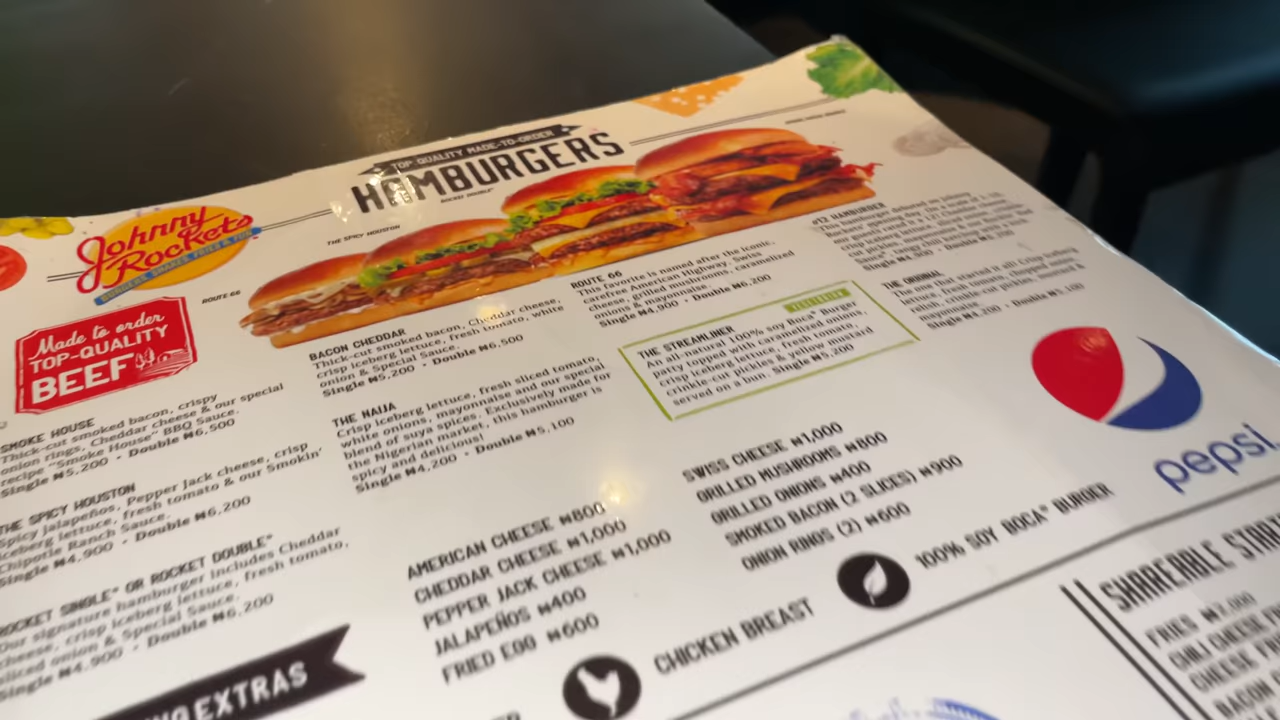 TOP QUALITY MADE-TO-ORDER
HAMBURGERS
ROCKET DOUBLE®
THE SPICY HOUSTON
ROUTE 66
Johnny
Rockets
BURGERS, SHAKES, FRIES & FUN
Made to order
TOP-QUALITY
BEEF
SMOKE HOUSE
Thick-cut smoked bacon, crispy
onion rings, Cheddar cheese & our special
recipe "Smoke House" BBQ Sauce.
Single ₦5,200 • Double ₦6,500
THE SPICY HOUSTON
Spicy jalapeños, Pepper Jack cheese, crisp
iceberg lettuce, fresh tomato & our Smokin'
Chipotle Ranch Sauce.
Single ₦4,900 • Double ₦6,200
ROCKET SINGLE® OR ROCKET DOUBLE®
Our signature hamburger includes Cheddar
cheese, crisp iceberg lettuce, fresh tomato,
sliced onion & Special Sauce.
Single ₦4,900 • Double ₦6,200
BACON CHEDDAR
Thick-cut smoked bacon, Cheddar cheese,
crisp iceberg lettuce, fresh tomato, white
onion & Special Sauce.
Single ₦5,200 • Double ₦6,500
THE NAIJA
Crisp iceberg lettuce, fresh sliced tomato,
white onions, mayonnaise and our special
blend of suya spices. Exclusively made for
the Nigerian market, this hamburger is
spicy and delicious!
Single ₦4,200 • Double ₦5,100
ROUTE 66
This favorite is named after the iconic,
carefree American Highway. Swiss
cheese, grilled mushrooms, caramelized
onions & mayonnaise.
Single ₦4,900 • Double ₦6,200
THE STREAMLINER
An all-natural 100% soy Boca® Burger
patty topped with caramelized onions,
crisp iceberg lettuce, fresh tomato,
crinkle-cut pickles & yellow mustard
served on a bun. Single ₦5,200
#12 HAMBURGER
THE ORIGINAL
pepsi
EXTRAS
AMERICAN CHEESE ₦800
CHEDDAR CHEESE ₦1,000
PEPPER JACK CHEESE ₦1,000
JALAPEÑOS ₦400
FRIED EGG ₦600
SWISS CHEESE ₦1,000
GRILLED MUSHROOMS ₦800
GRILLED ONIONS ₦400
SMOKED BACON (2 SLICES) ₦900
ONION RINGS (2) ₦600
CHICKEN BREAST
100% SOY BOCA® BURGER
SHAREABLE
FRIES
CHILI CHEESE
CHEESE
BACON